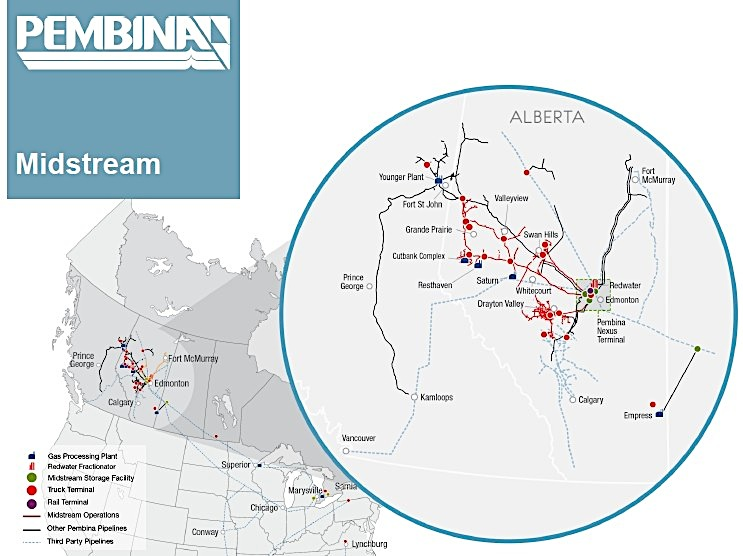 PEMBINA
Midstream
ALBERTA
Fort
McMurray
Younger Plant
Fort St John
Valleyview
Grande Prairie
Swan Hills
Cutbank Complex
Resthaven
Saturn
Whitecourt
Redwater
Edmonton
Prince
George
Drayton Valley
Pembina
Nexus
Terminal
Kamloops
Calgary
Empress
Vancouver
Prince
George
Fort McMurray
Edmonton
Calgary
Superior
Marysville
Sarnia
Chicago
Conway
Lynchburg
Gas Processing Plant
Redwater Fractionator
Midstream Storage Facility
Truck Terminal
Rail Terminal
Midstream Operations
Other Pembina Pipelines
Third Party Pipelines